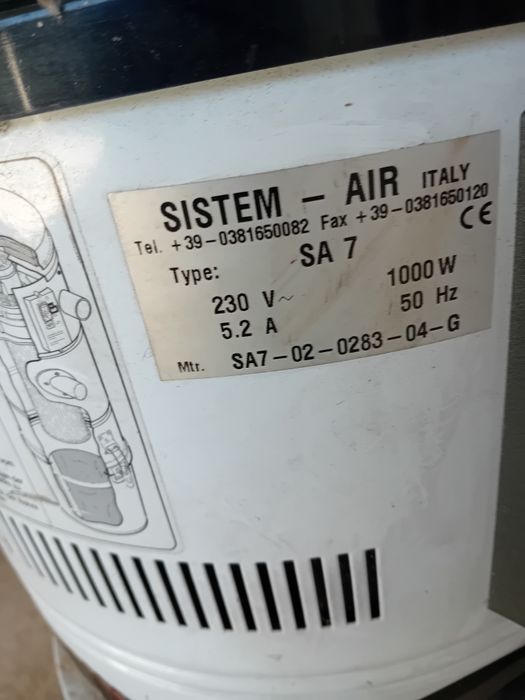 SISTEM - AIR ITALY
Tel. +39-0381650082 Fax +39-0381650120
Type: SA 7 CE
230 V~ 1000 W
5.2 A 50 Hz
Mtr. SA7-02-0283-04-G